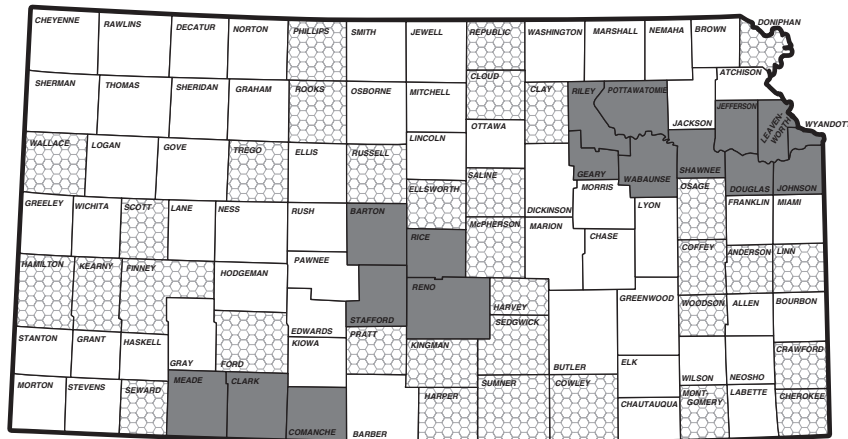 CHEYENNE
RAWLINS
DECATUR
NORTON
PHILLIPS
SMITH
JEWELL
REPUBLIC
WASHINGTON
MARSHALL
NEMAHA
BROWN
DONIPHAN
SHERMAN
THOMAS
SHERIDAN
GRAHAM
ROOKS
OSBORNE
MITCHELL
CLOUD
CLAY
RILEY
POTTAWATOMIE
JACKSON
ATCHISON
JEFFERSON
LEAVEN-
WORTH
WYANDOTT
WALLACE
LOGAN
GOVE
TREGO
ELLIS
RUSSELL
LINCOLN
OTTAWA
ELLSWORTH
SALINE
DICKINSON
GEARY
MORRIS
WABAUNSE
SHAWNEE
OSAGE
DOUGLAS
JOHNSON
GREELEY
WICHITA
SCOTT
LANE
NESS
RUSH
BARTON
RICE
McPHERSON
MARION
CHASE
LYON
FRANKLIN
MIAMI
HAMILTON
KEARNY
FINNEY
HODGEMAN
PAWNEE
STAFFORD
RENO
HARVEY
COFFEY
ANDERSON
LINN
STANTON
GRANT
HASKELL
GRAY
FORD
EDWARDS
KIOWA
PRATT
KINGMAN
SEDGWICK
BUTLER
GREENWOOD
WOODSON
ALLEN
BOURBON
MORTON
STEVENS
SEWARD
MEADE
CLARK
COMANCHE
BARBER
HARPER
SUMNER
COWLEY
ELK
CHAUTAUQUA
WILSON
NEOSHO
CRAWFORD
MONT-
GOMERY
LABETTE
CHEROKEE